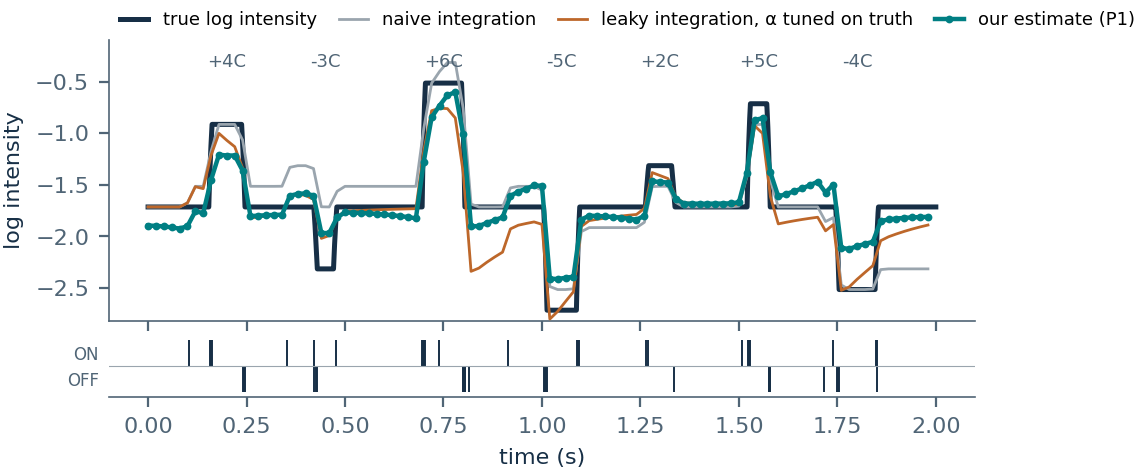 true log intensity naive integration leaky integration, α tuned on truth our estimate (P1)
+4C -3C +6C -5C +2C +5C -4C
log intensity
−0.5
−1.0
−1.5
−2.0
−2.5
ON
OFF
0.00 0.25 0.50 0.75 1.00 1.25 1.50 1.75 2.00
time (s)